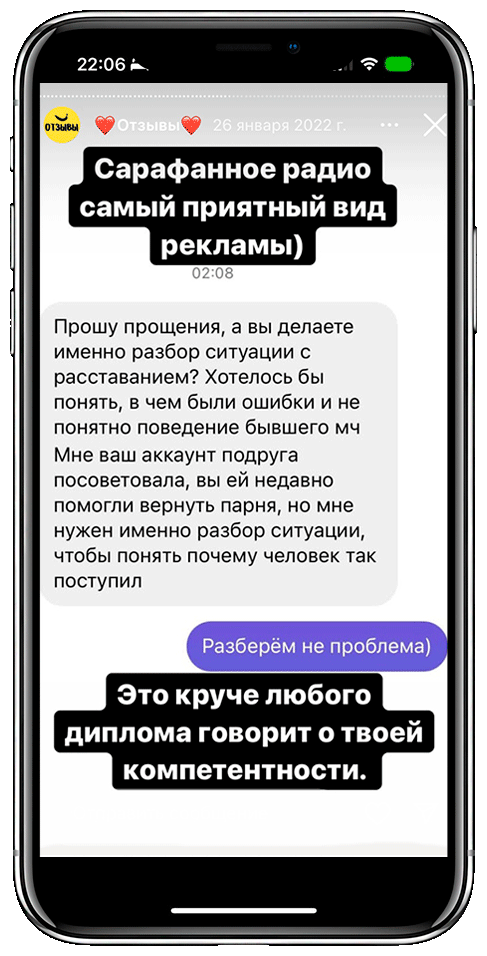 22:06
ОТЗЫВЫ
❤️Отзывы❤️ 26 января 2022 г. ...
Сарафанное радио
самый приятный вид
рекламы)
02:08
Прошу прощения, а вы делаете
именно разбор ситуации с
расставанием? Хотелось бы
понять, в чем были ошибки и не
понятно поведение бывшего мч
Мне ваш аккаунт подруга
посоветовала, вы ей недавно
помогли вернуть парня, но мне
нужен именно разбор ситуации,
чтобы понять почему человек так
поступил
Разберём не проблема)
Это круче любого
диплома говорит о твоей
компетентности.